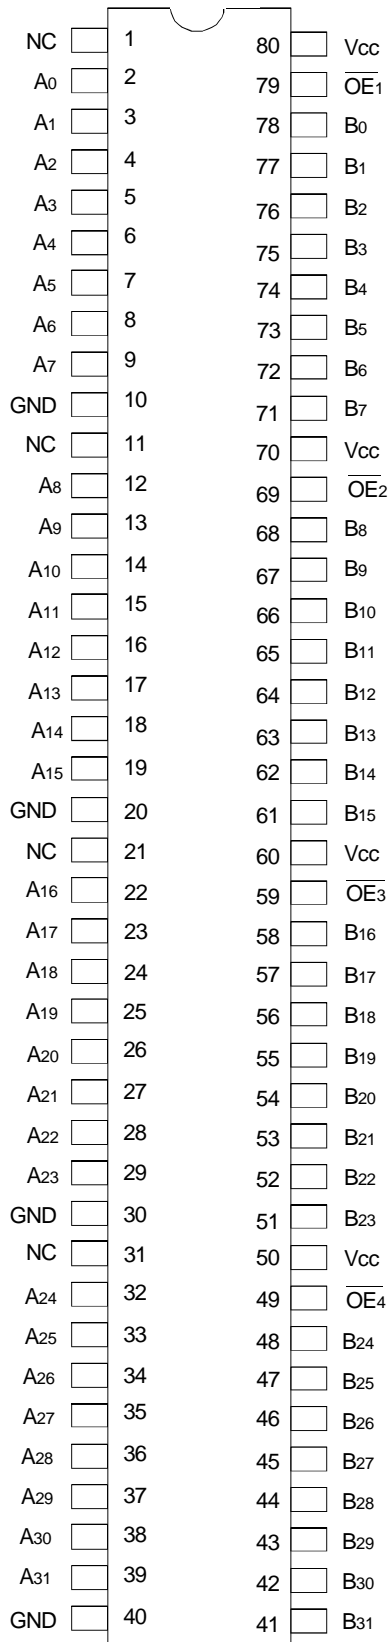 NC 1 80 Vcc
A0 2 79 OE1
A1 3 78 B0
A2 4 77 B1
A3 5 76 B2
A4 6 75 B3
A5 7 74 B4
A6 8 73 B5
A7 9 72 B6
GND 10 71 B7
NC 11 70 Vcc
A8 12 69 OE2
A9 13 68 B8
A10 14 67 B9
A11 15 66 B10
A12 16 65 B11
A13 17 64 B12
A14 18 63 B13
A15 19 62 B14
GND 20 61 B15
NC 21 60 Vcc
A16 22 59 OE3
A17 23 58 B16
A18 24 57 B17
A19 25 56 B18
A20 26 55 B19
A21 27 54 B20
A22 28 53 B21
A23 29 52 B22
GND 30 51 B23
NC 31 50 Vcc
A24 32 49 OE4
A25 33 48 B24
A26 34 47 B25
A27 35 46 B26
A28 36 45 B27
A29 37 44 B28
A30 38 43 B29
A31 39 42 B30
GND 40 41 B31